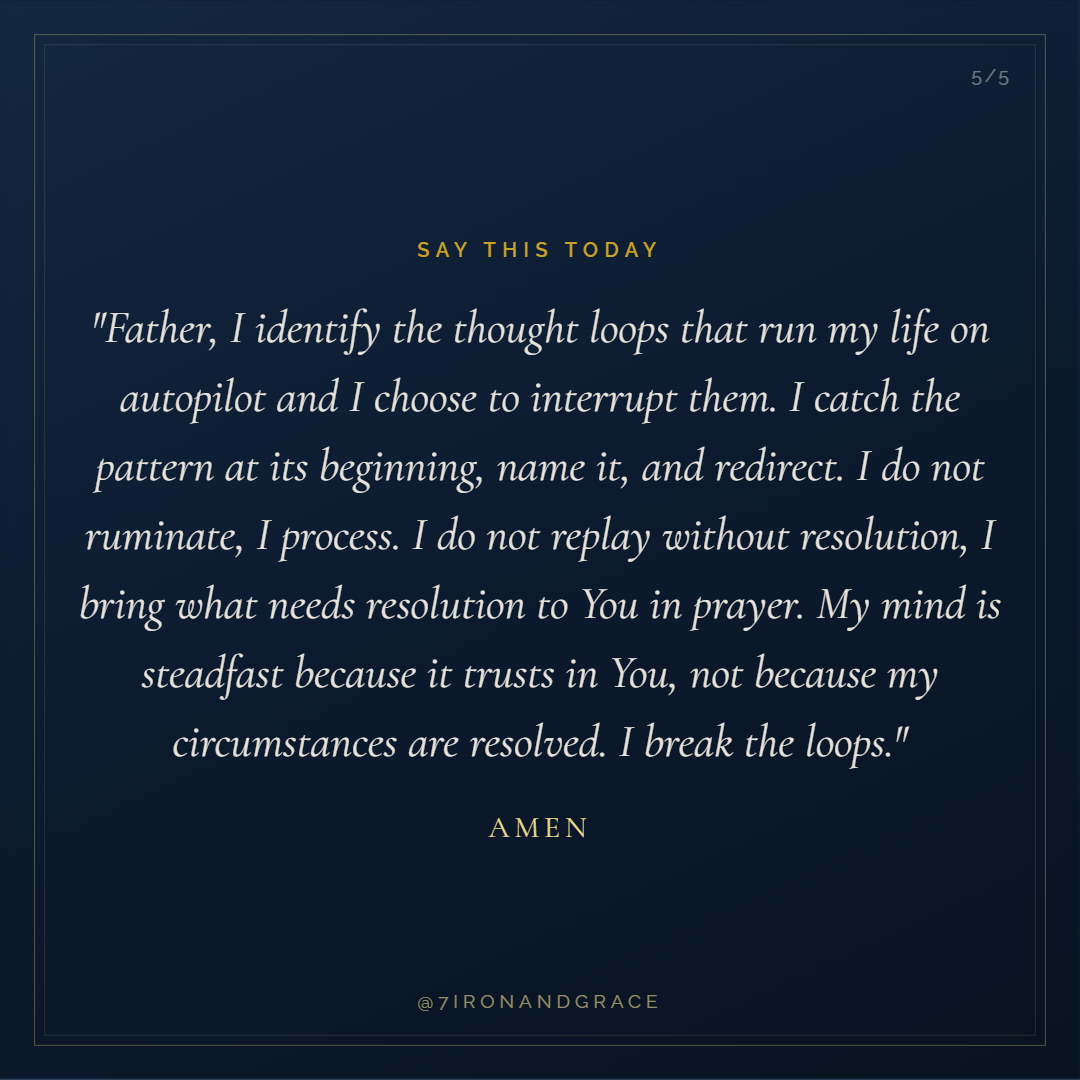 5/5
SAY THIS TODAY
"Father, I identify the thought loops that run my life on
autopilot and I choose to interrupt them. I catch the
pattern at its beginning, name it, and redirect. I do not
ruminate, I process. I do not replay without resolution, I
bring what needs resolution to You in prayer. My mind is
steadfast because it trusts in You, not because my
circumstances are resolved. I break the loops."
AMEN
@7IRONANDGRACE